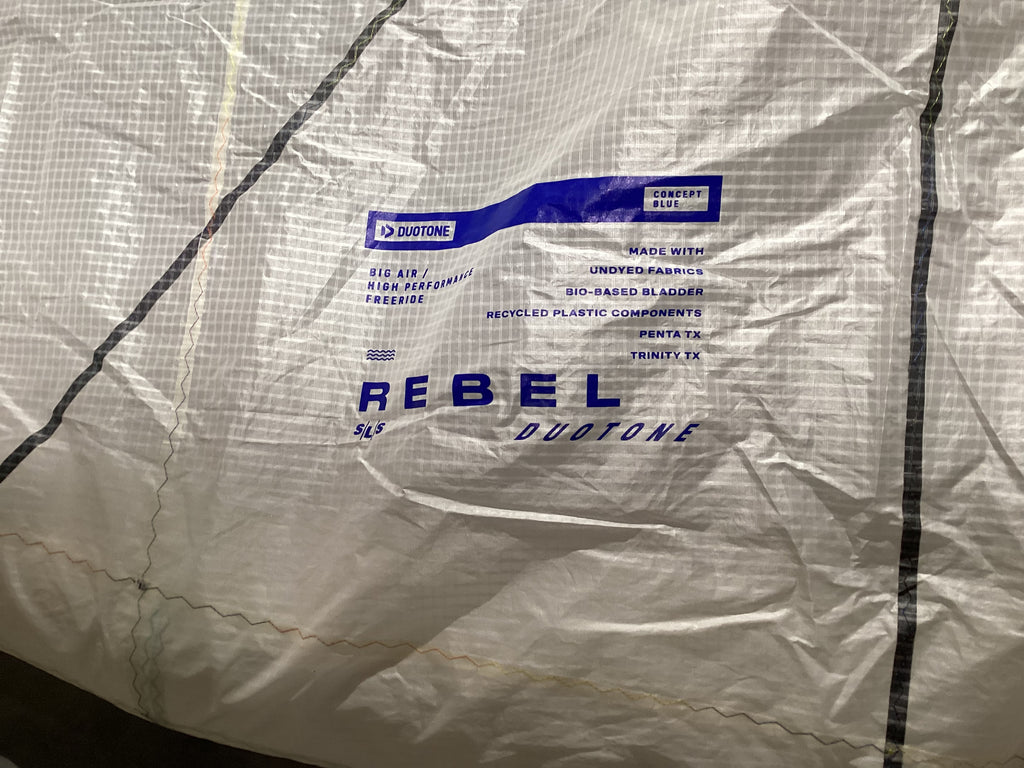 DUOTONE
CONCEPT
BLUE
BIG AIR /
HIGH PERFORMANCE
FREERIDE
MADE WITH
UNDYED FABRICS
BIO-BASED BLADDER
RECYCLED PLASTIC COMPONENTS
PENTA TX
TRINITY TX
REBEL
S/L/S
DUOTONE